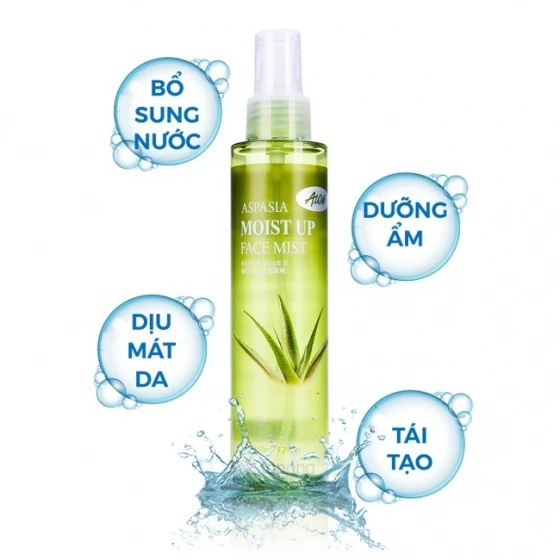 BỔ
SUNG
NƯỚC
Aloe
ASPASIA
MOIST UP
FACE MIST
DƯỠNG
ẨM
DỊU
MÁT
DA
TÁI
TẠO